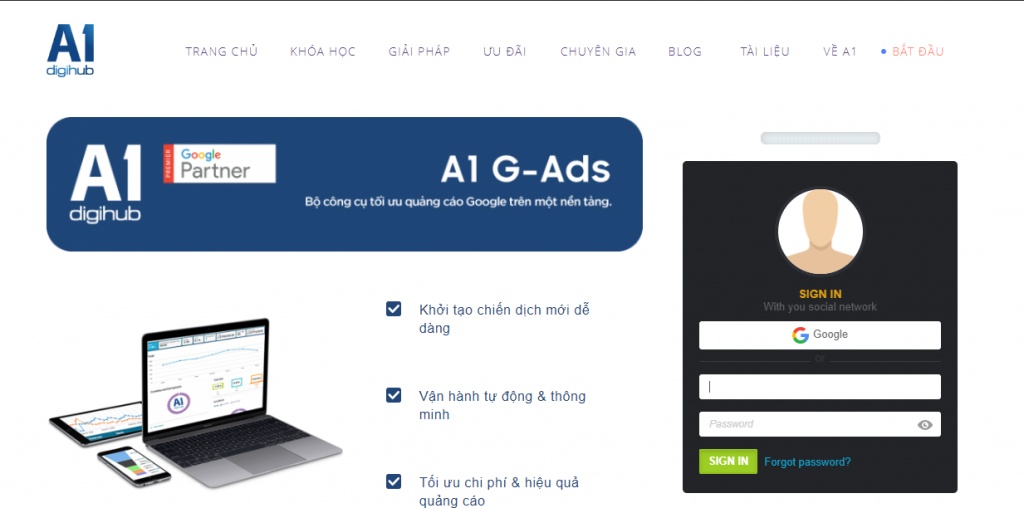 A1
digihub
TRANG CHỦ KHÓA HỌC GIẢI PHÁP ƯU ĐÃI CHUYÊN GIA BLOG TÀI LIỆU VỀ A1 BẮT ĐẦU
A1
digihub
PREMIER
Google
Partner
A1 G-Ads
Bộ công cụ tối ưu quảng cáo Google trên một nền tảng.
A1
Khởi tạo chiến dịch mới dễ
dàng
Vận hành tự động & thông
minh
Tối ưu chi phí & hiệu quả
quảng cáo
SIGN IN
With you social network
Google
or
Password
SIGN IN Forgot password?